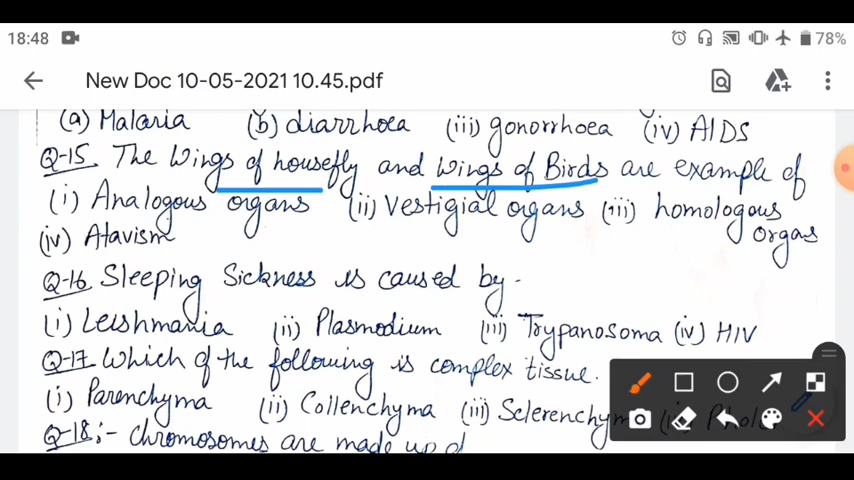 18:48
78%
New Doc 10-05-2021 10.45.pdf
(a) Malaria (b) diarrhoea (iii) gonorrhoea (iv) AIDS
Q-15. The Wings of housefly and wings of Birds are example of
(i) Analogous organs (ii) Vestigial organs (iii) homologous
orgas
(iv) Atavism
Q-16 Sleeping Sickness is caused by -
(i) Leishmania (ii) Plasmodium (iii) Trypanosoma (iv) HIV
Q-17 Which of the following is complex tissue.
(i) Parenchyma (ii) Collenchyma (iii) Sclerenchym
Q-18:- Chromosomes are made up